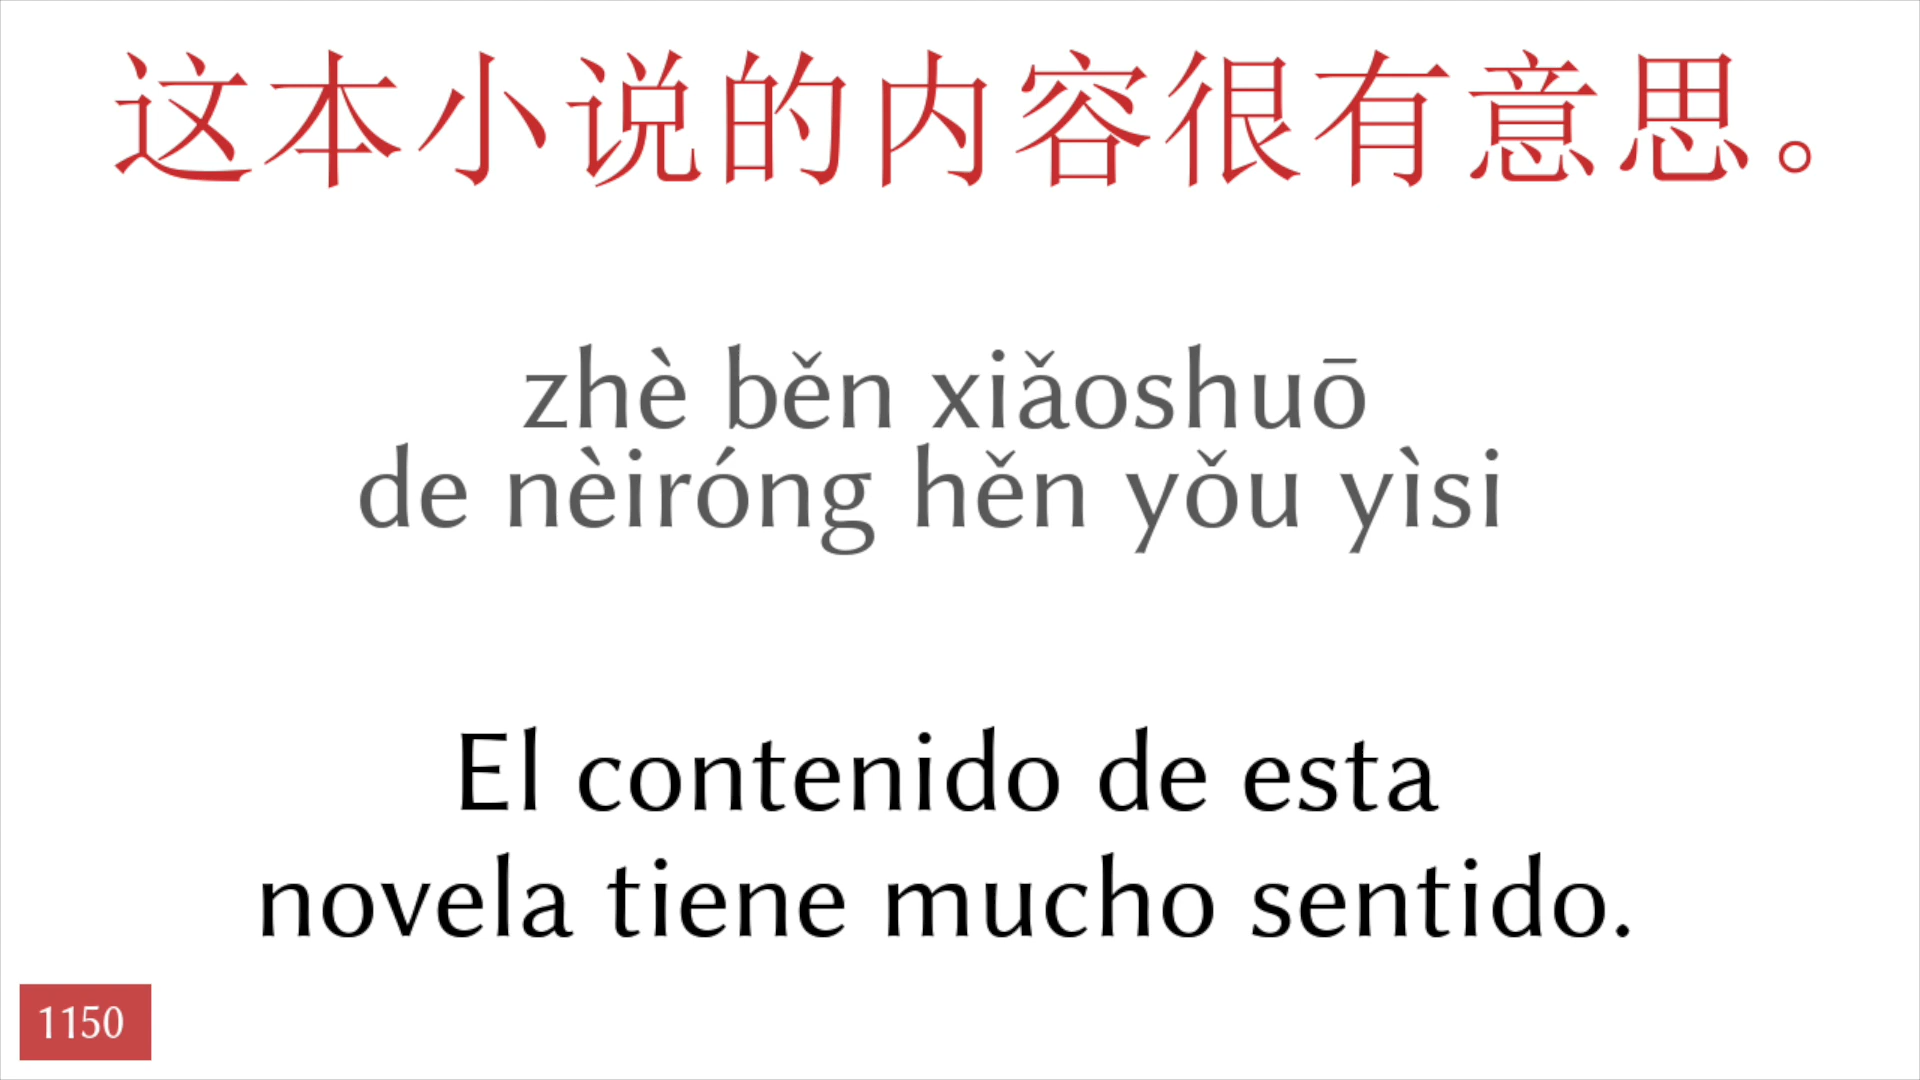 这本小说的内容很有意思。
zhè běn xiǎoshuō
de nèiróng hěn yǒu yìsi
El contenido de esta
novela tiene mucho sentido.
1150